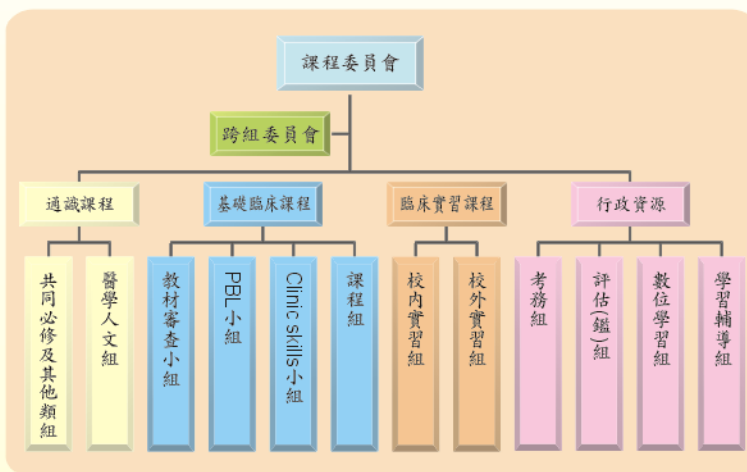 課程委員會
跨組委員會
通識課程
基礎臨床課程
臨床實習課程
行政資源
共同必修及其他類組
醫學人文組
教材審查小組
PBL小組
Clinic skills小組
課程組
校內實習組
校外實習組
考務組
評估(鑑)組
數位學習組
學習輔導組